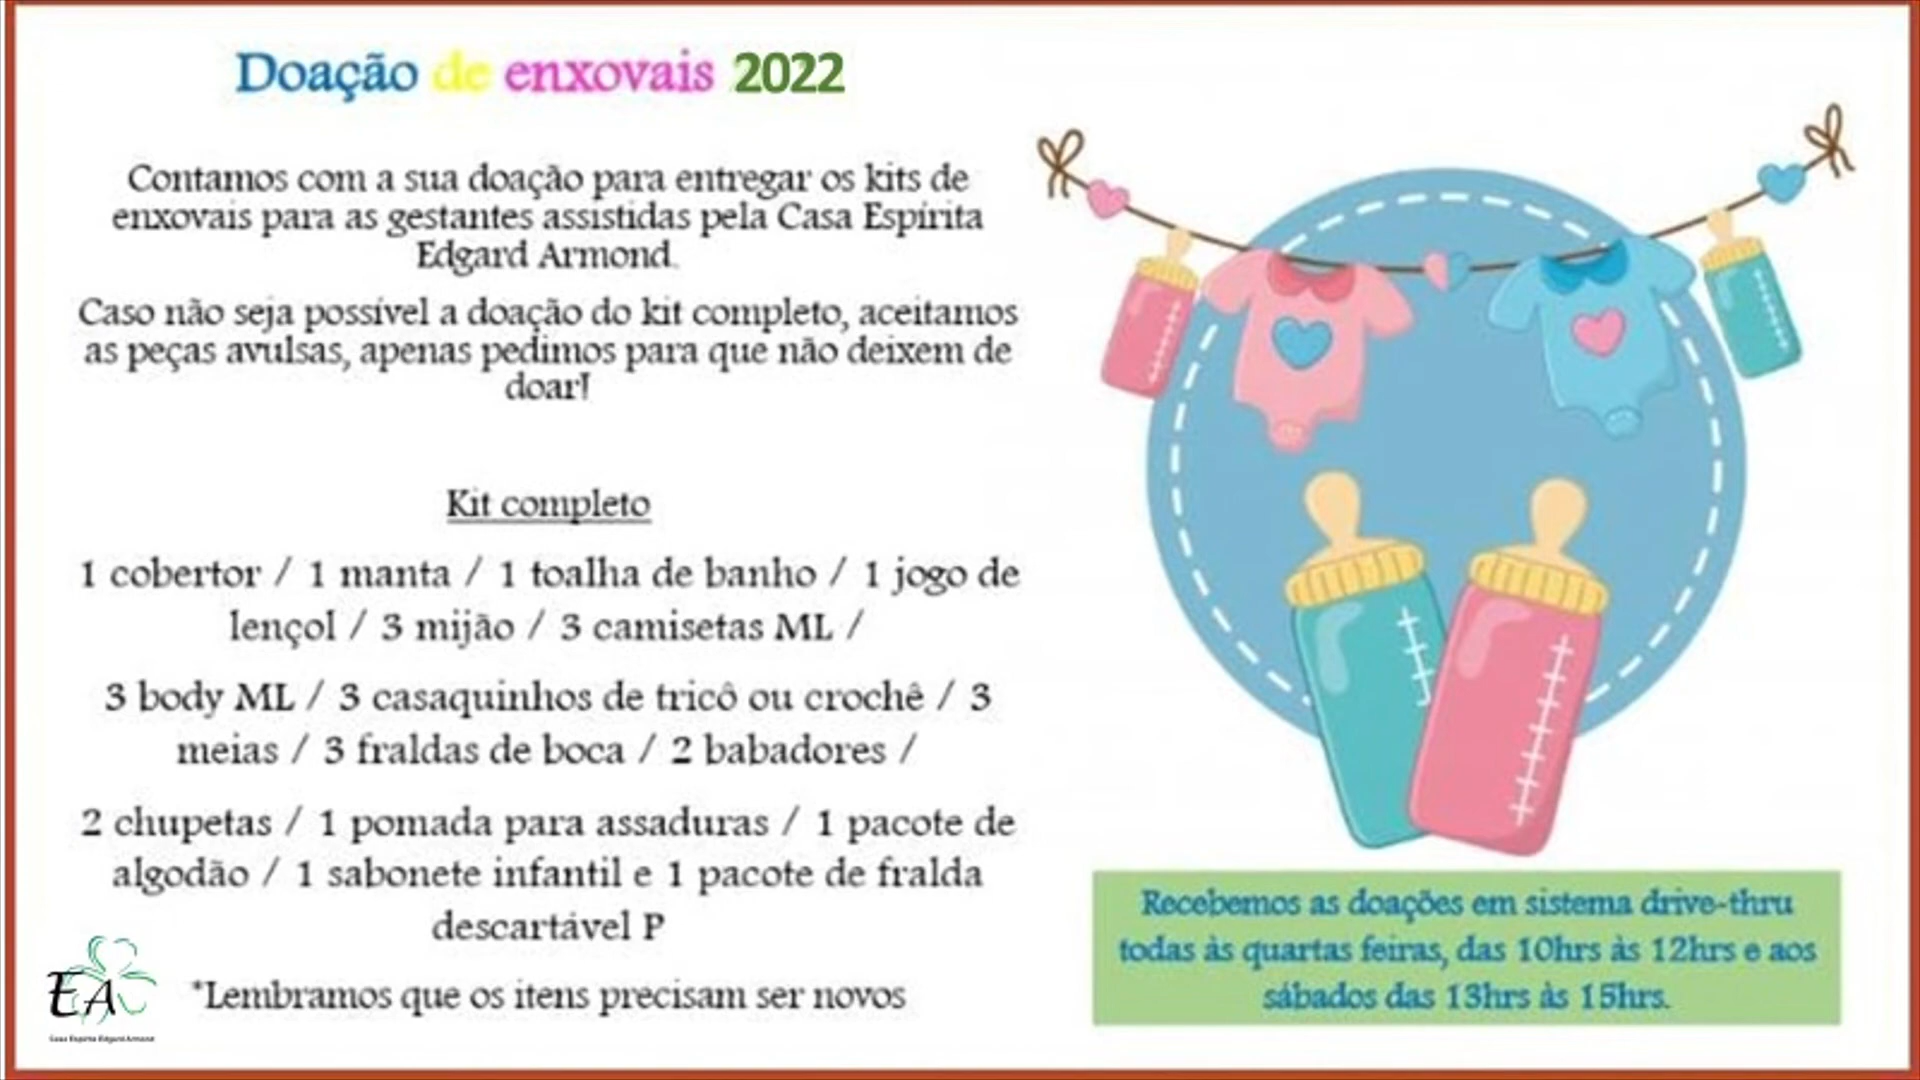 Doação de enxovais 2022
Contamos com a sua doação para entregar os kits de
enxovais para as gestantes assistidas pela Casa Espírita
Edgard Armond.
Caso não seja possível a doação do kit completo, aceitamos
as peças avulsas, apenas pedimos para que não deixem de
doar!
Kit completo
1 cobertor / 1 manta / 1 toalha de banho / 1 jogo de
lençol / 3 mijão / 3 camisetas ML /
3 body ML / 3 casaquinhos de tricô ou crochê / 3
meias / 3 fraldas de boca / 2 babadores /
2 chupetas / 1 pomada para assaduras / 1 pacote de
algodão / 1 sabonete infantil e 1 pacote de fralda
descartável P
*Lembramos que os itens precisam ser novos
EA
Casa Espírita Edgard Armond
Recebemos as doações em sistema drive-thru
todas às quartas feiras, das 10hrs às 12hrs e aos
sábados das 13hrs às 15hrs.